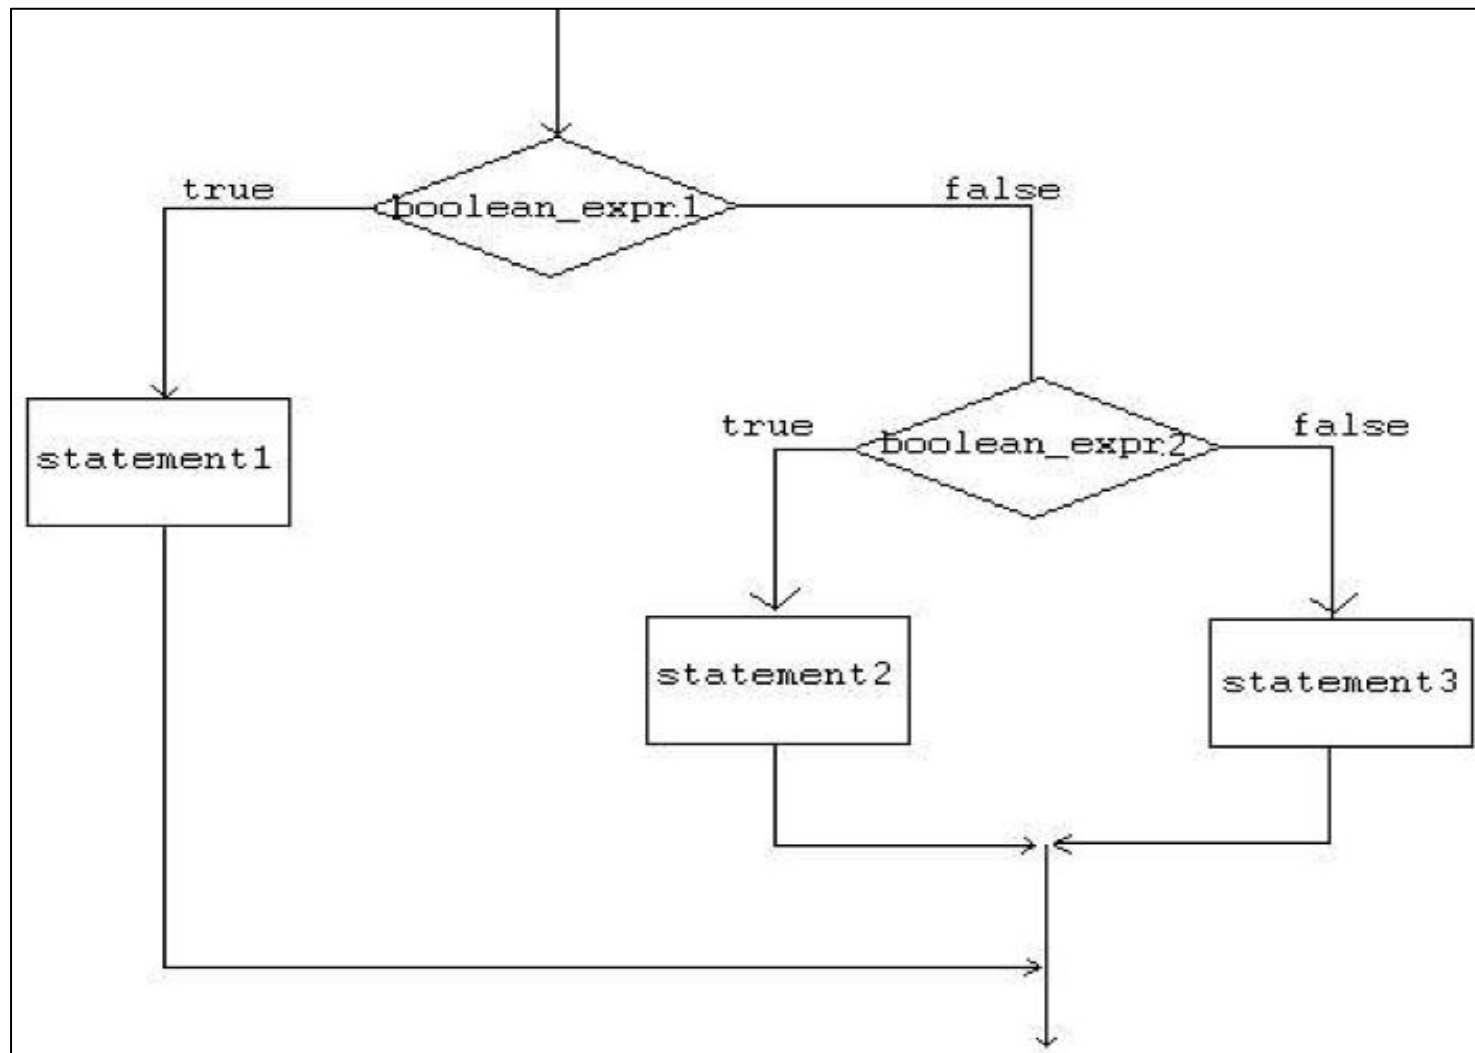 true
false
boolean_expr1
true
false
boolean_expr2
statement1
statement2
statement3